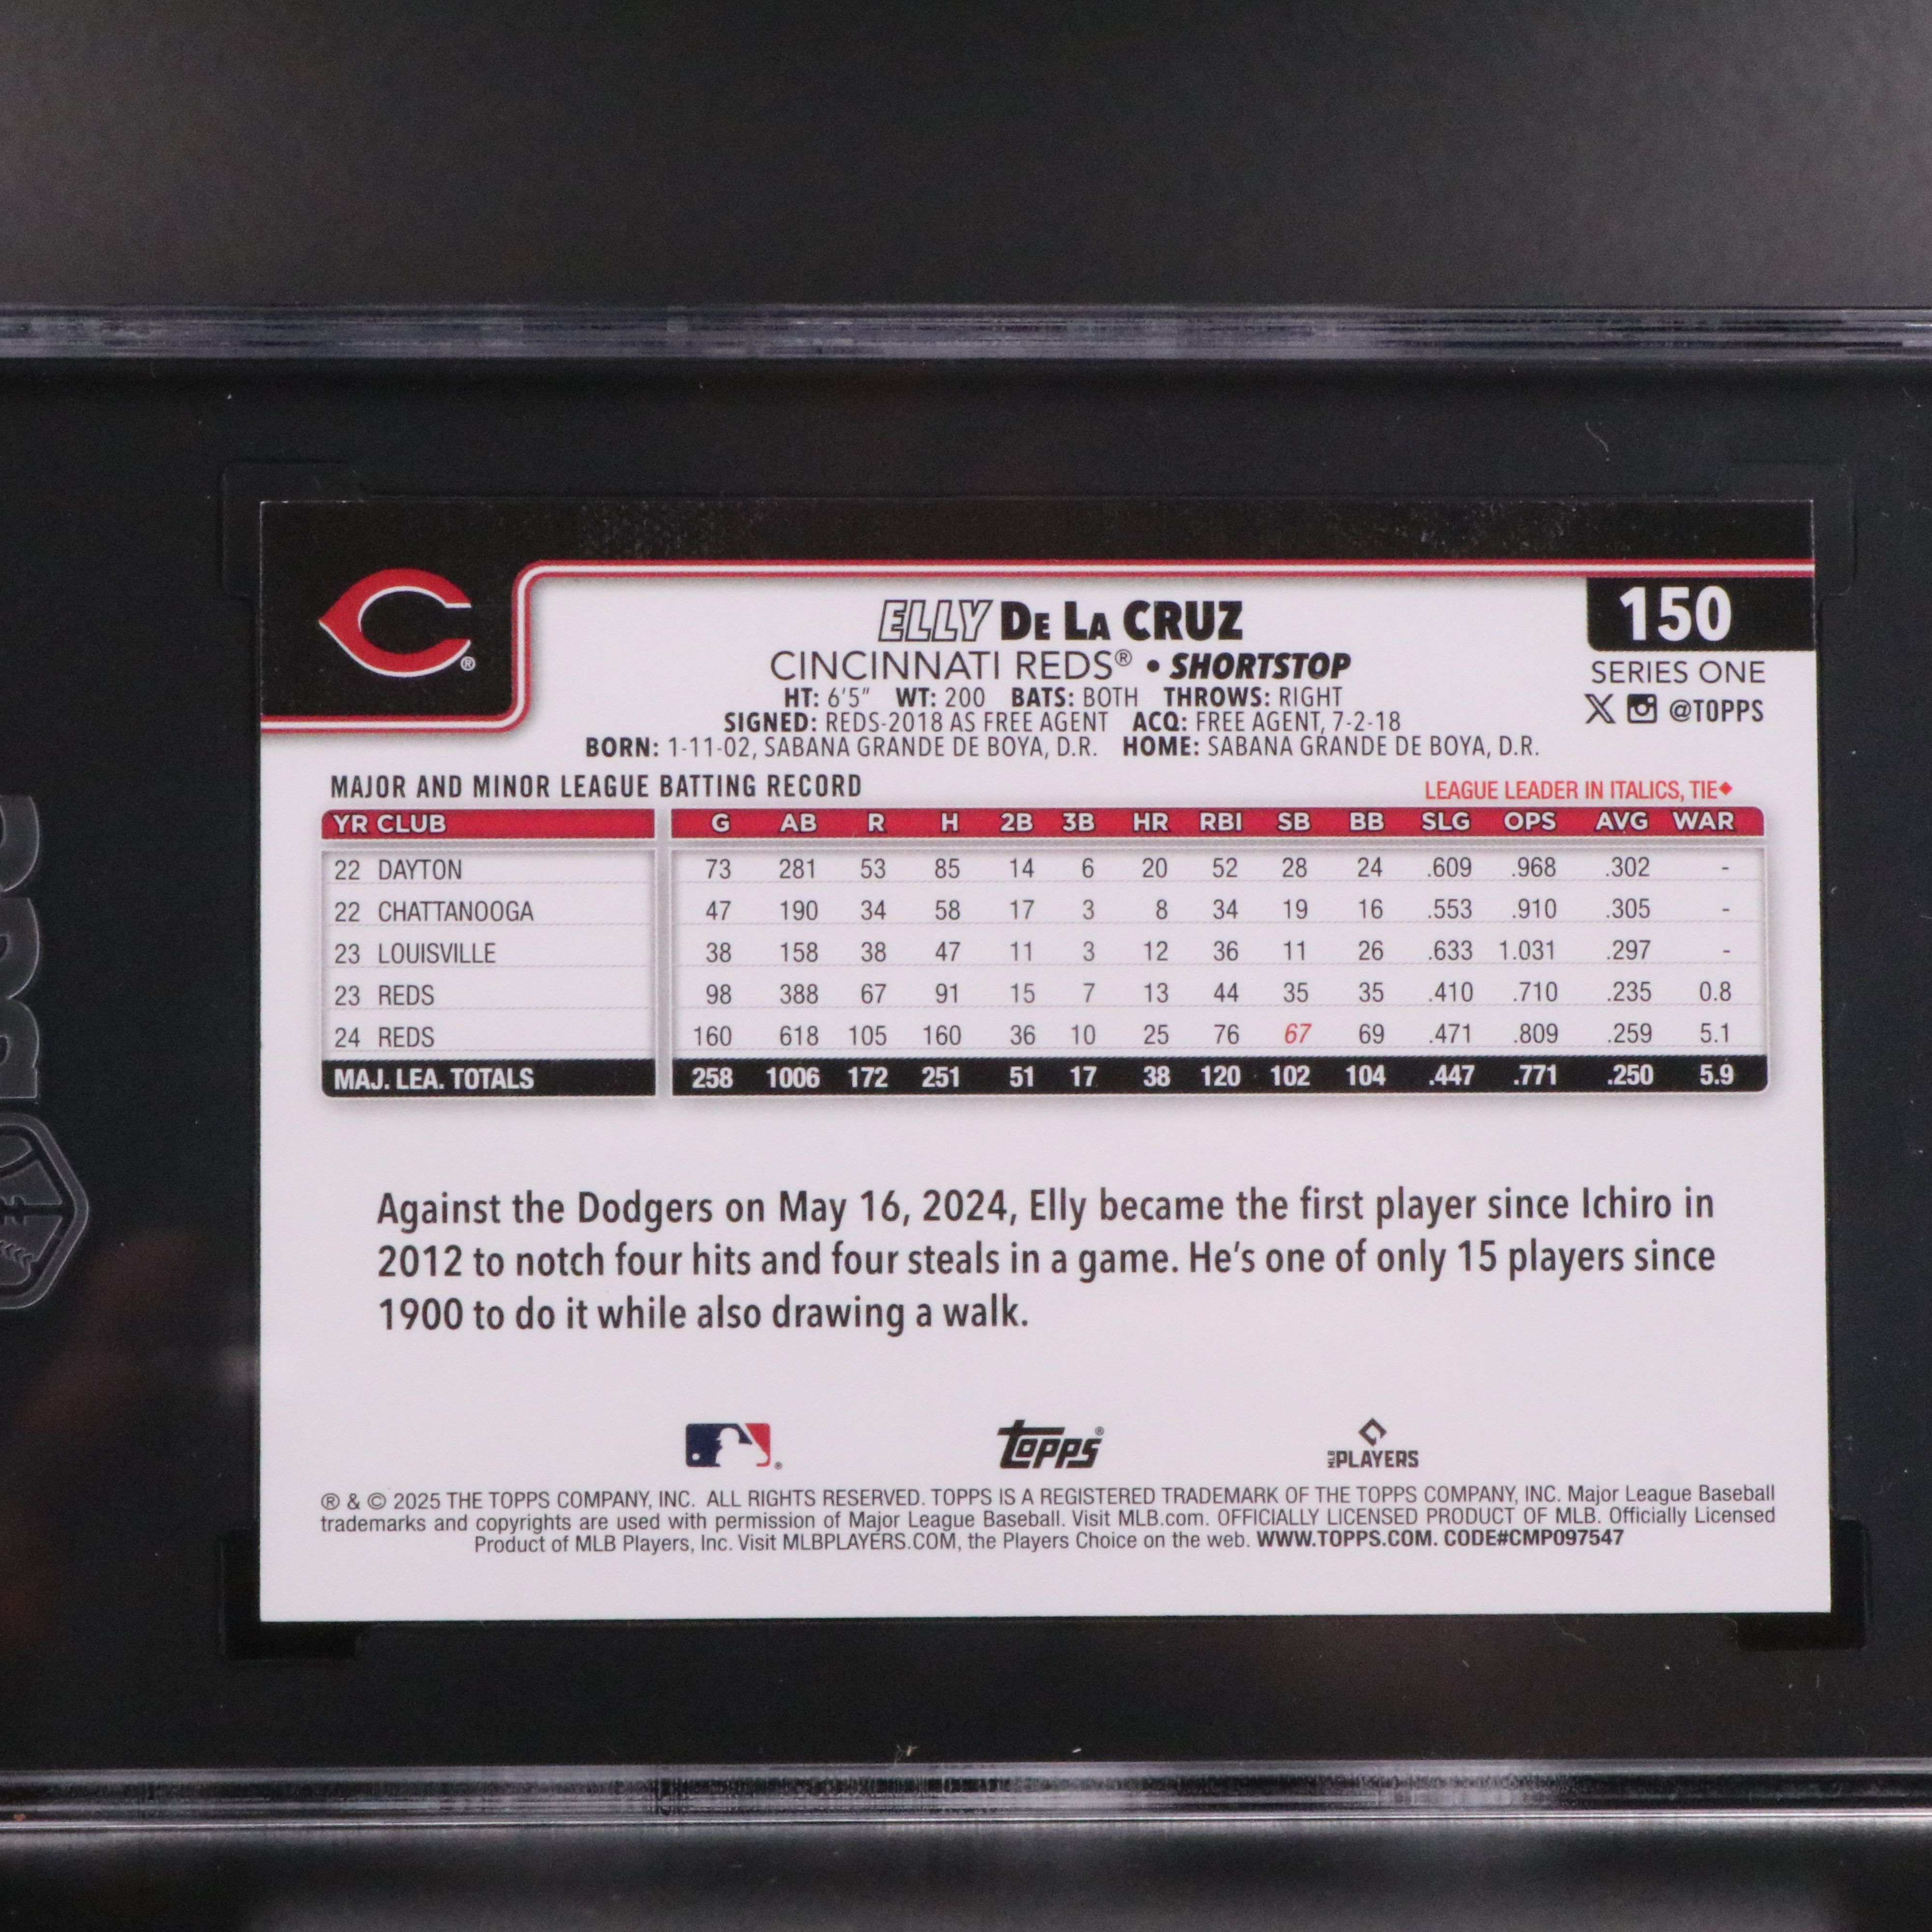 ELLY DE LA CRUZ
150
CINCINNATI REDS® • SHORTSTOP
SERIES ONE
HT: 6'5" WT: 200 BATS: BOTH THROWS: RIGHT
@TOPPS
SIGNED: REDS-2018 AS FREE AGENT ACQ: FREE AGENT, 7-2-18
BORN: 1-11-02, SABANA GRANDE DE BOYA, D.R. HOME: SABANA GRANDE DE BOYA, D.R.
MAJOR AND MINOR LEAGUE BATTING RECORD LEAGUE LEADER IN ITALICS, TIE◆
YR CLUB G AB R H 2B 3B HR RBI SB BB SLG OPS AVG WAR
22 DAYTON 73 281 53 85 14 6 20 52 28 24 .609 .968 .302 -
22 CHATTANOOGA 47 190 34 58 17 3 8 34 19 16 .553 .910 .305 -
23 LOUISVILLE 38 158 38 47 11 3 12 36 11 26 .633 1.031 .297 -
23 REDS 98 388 67 91 15 7 13 44 35 35 .410 .710 .235 0.8
24 REDS 160 618 105 160 36 10 25 76 67 69 .471 .809 .259 5.1
MAJ. LEA. TOTALS 258 1006 172 251 51 17 38 120 102 104 .447 .771 .250 5.9
Against the Dodgers on May 16, 2024, Elly became the first player since Ichiro in
2012 to notch four hits and four steals in a game. He's one of only 15 players since
1900 to do it while also drawing a walk.
Topps®
MLB PLAYERS
® & © 2025 THE TOPPS COMPANY, INC. ALL RIGHTS RESERVED. TOPPS IS A REGISTERED TRADEMARK OF THE TOPPS COMPANY, INC. Major League Baseball
trademarks and copyrights are used with permission of Major League Baseball. Visit MLB.com. OFFICIALLY LICENSED PRODUCT OF MLB. Officially Licensed
Product of MLB Players, Inc. Visit MLBPLAYERS.COM, the Players Choice on the web. WWW.TOPPS.COM. CODE#CMP097547